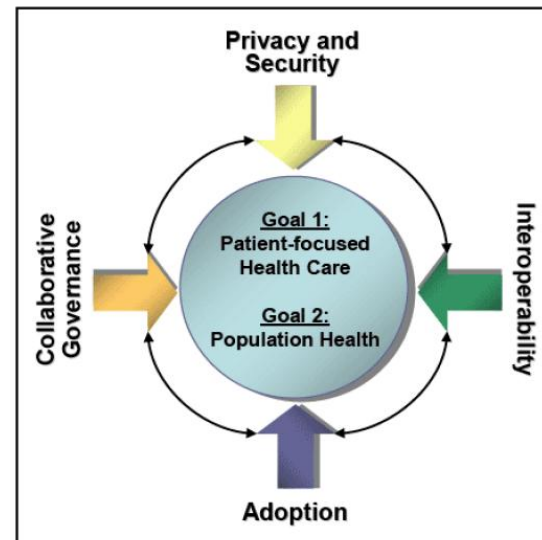 Privacy and
Security
Collaborative
Governance
Goal 1:
Patient-focused
Health Care
Goal 2:
Population Health
Interoperability
Adoption